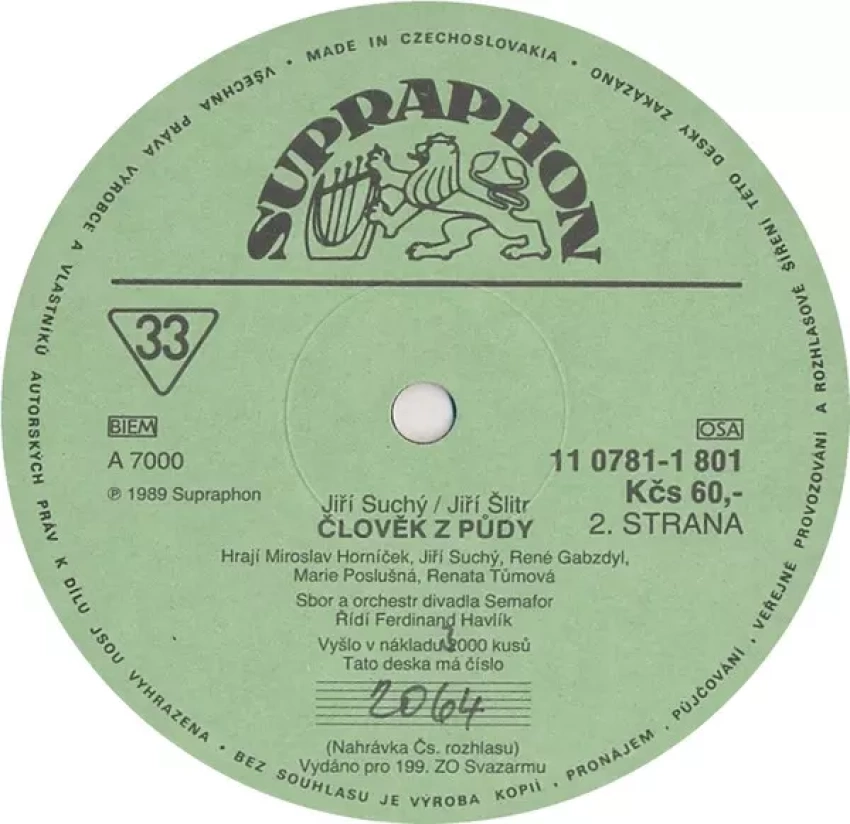 VŠECHNA PRÁVA VÝROBCE A VLASTNÍKŮ AUTORSKÝCH PRÁV K DÍLU JSOU VYHRAZENA • BEZ SOUHLASU JE VÝROBA KOPIÍ, PRONÁJEM, PŮJČOVÁNÍ, VEŘEJNÉ PROVOZOVÁNÍ A ROZHLASOVÉ ŠÍŘENÍ TÉTO DESKY ZAKÁZÁNO • MADE IN CZECHOSLOVAKIA •
SUPRAPHON
33
BIEM
A 7000
℗ 1989 Supraphon
OSA
11 0781-1 801
Kčs 60,-
2. STRANA
Jiří Suchý / Jiří Šlitr
ČLOVĚK Z PŮDY
Hrají Miroslav Horníček, Jiří Suchý, René Gabzdyl,
Marie Poslušná, Renata Tůmová
Sbor a orchestr divadla Semafor
Řídí Ferdinand Havlík
Vyšlo v nákladu 3000 kusů
Tato deska má číslo
2064
(Nahrávka Čs. rozhlasu)
Vydáno pro 199. ZO Svazarmu